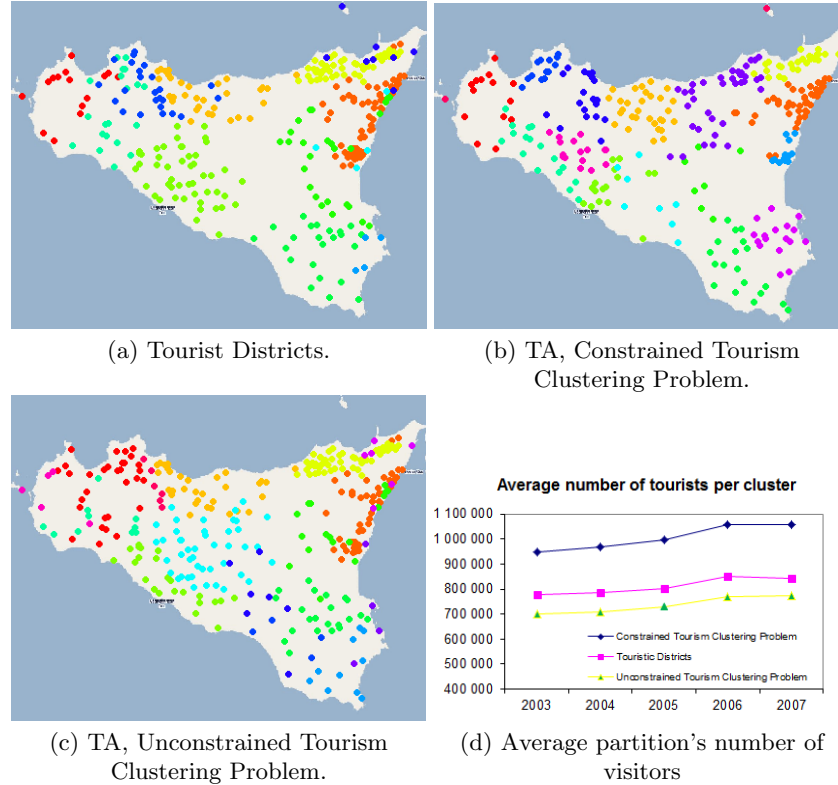 (a) Tourist Districts.
(b) TA, Constrained Tourism
Clustering Problem.
Average number of tourists per cluster
1 100 000
1 000 000
900 000
800 000
700 000
600 000
500 000
400 000
Constrained Tourism Clustering Problem
Touristic Districts
Unconstrained Tourism Clustering Problem
2003 2004 2005 2006 2007
(c) TA, Unconstrained Tourism
Clustering Problem.
(d) Average partition's number of
visitors